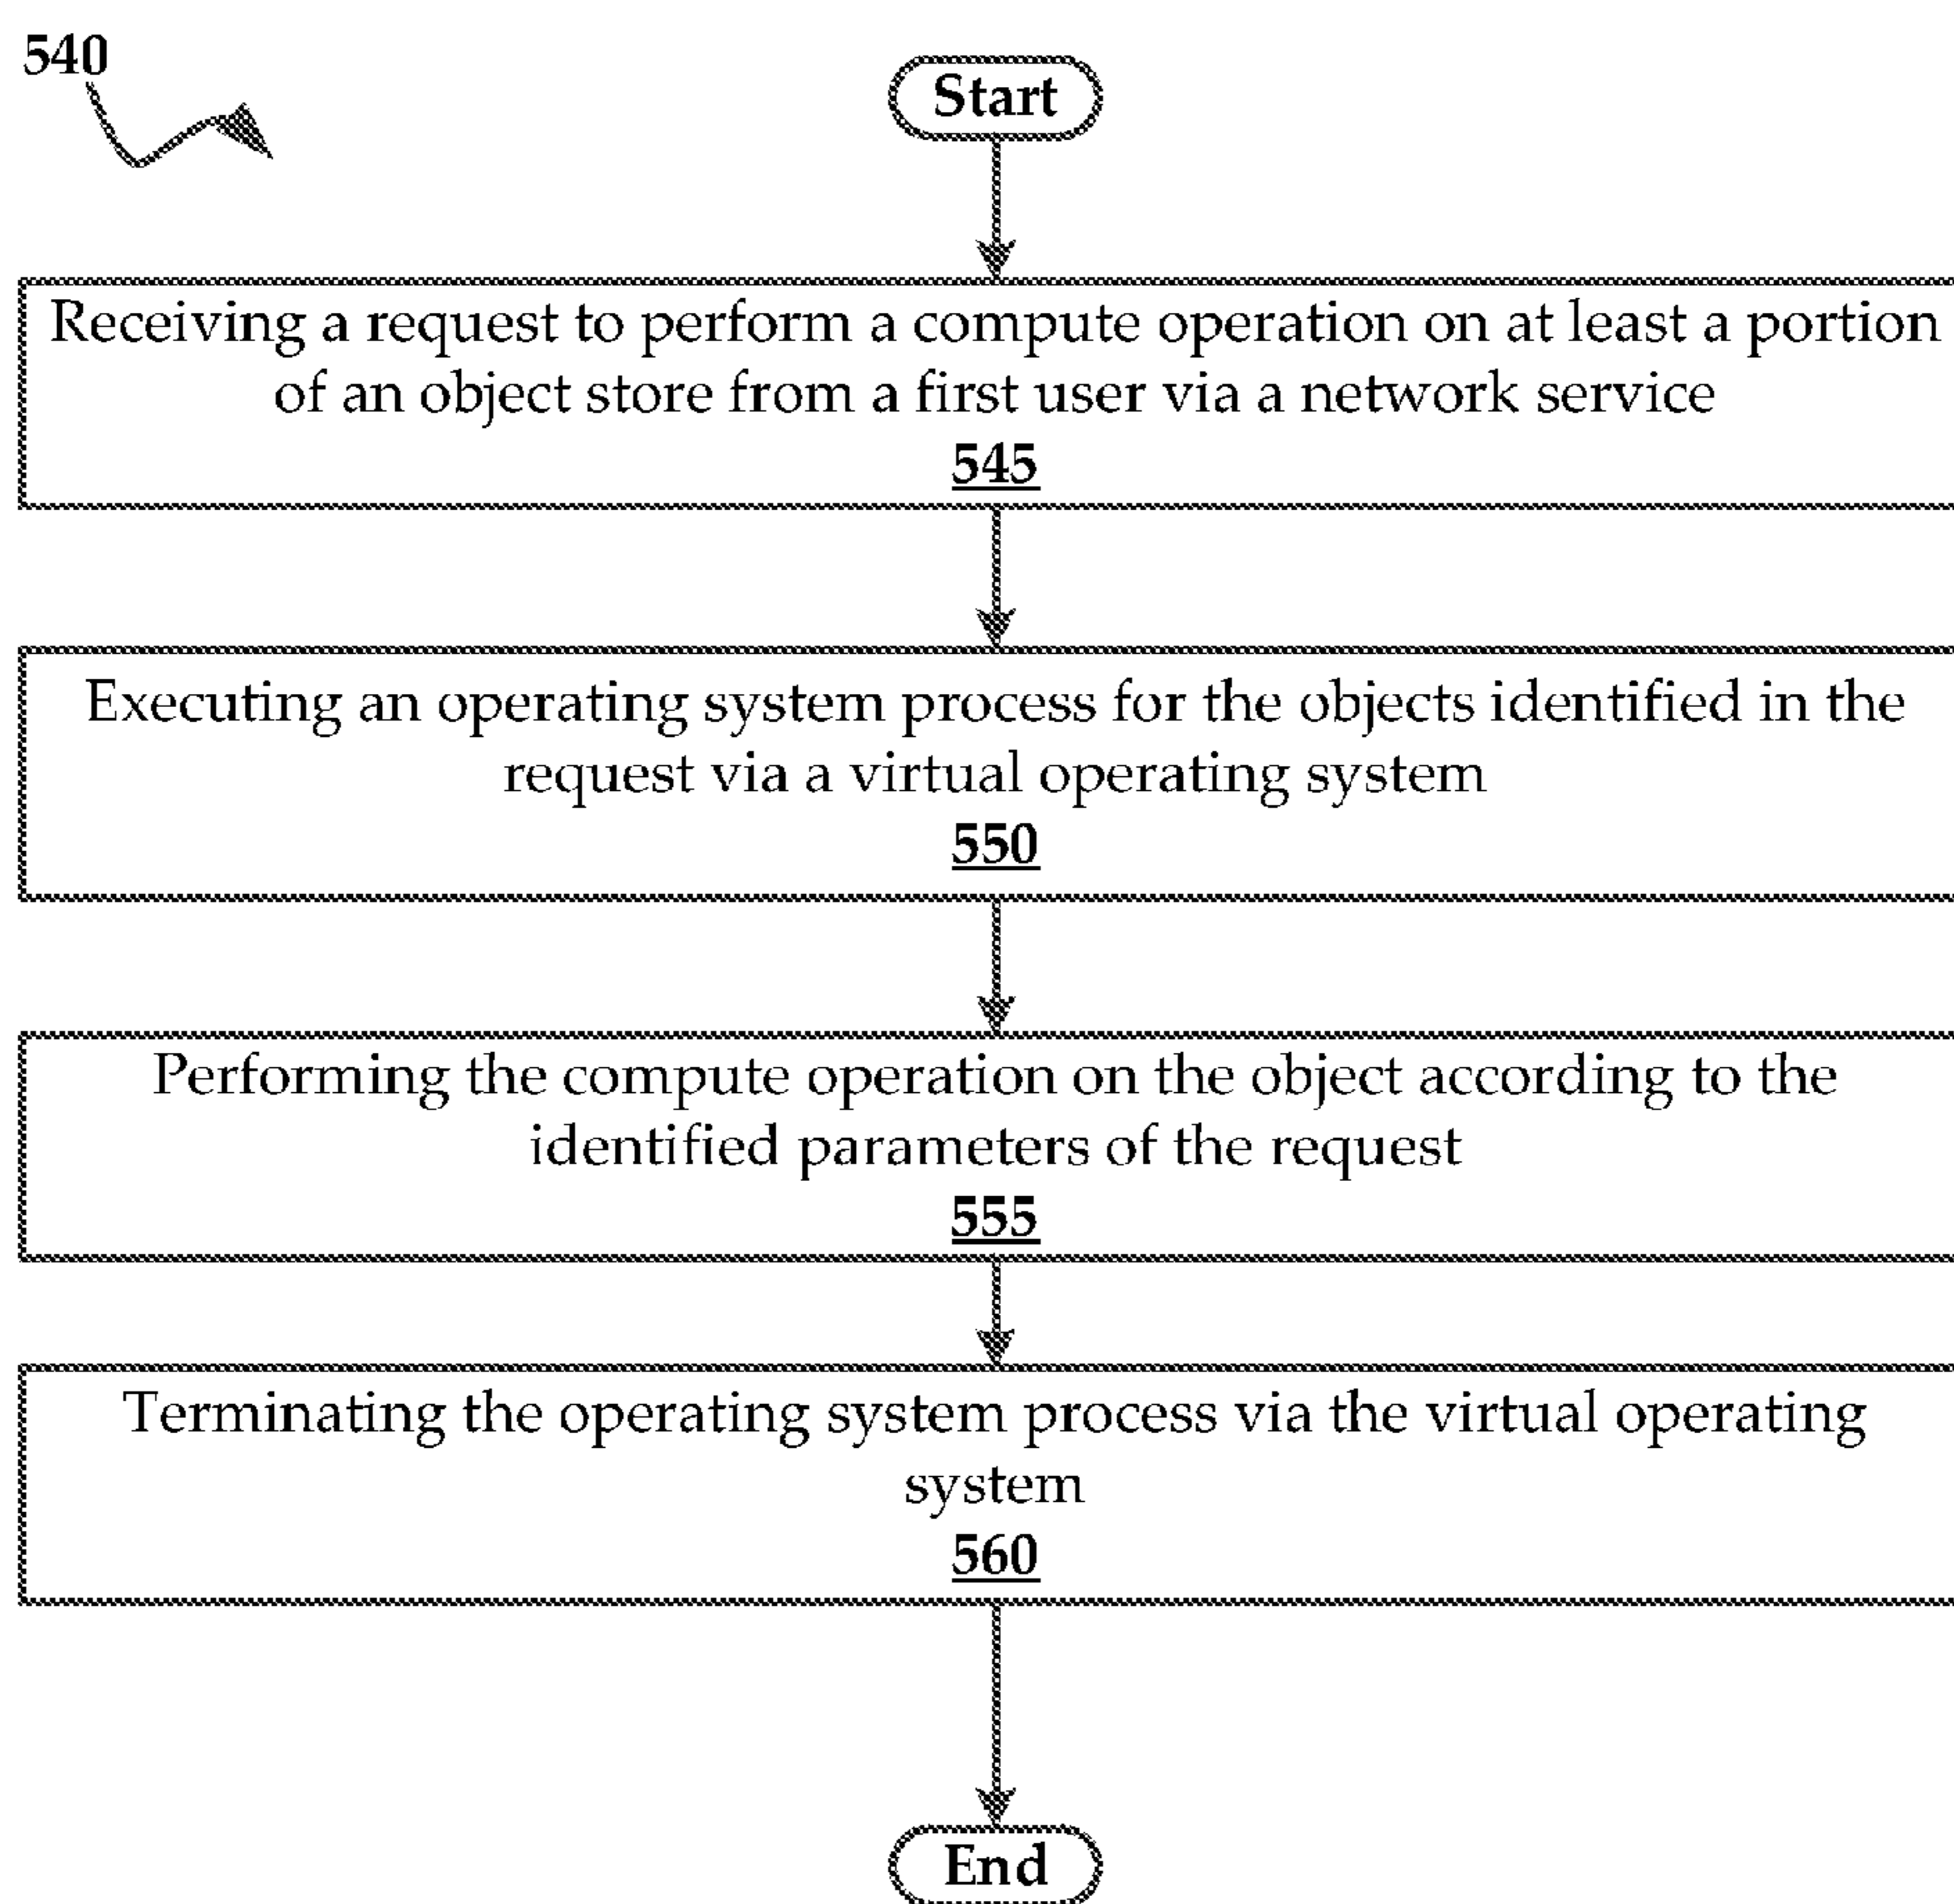 540
Start
Receiving a request to perform a compute operation on at least a portion
of an object store from a first user via a network service
545
Executing an operating system process for the objects identified in the
request via a virtual operating system
550
Performing the compute operation on the object according to the
identified parameters of the request
555
Terminating the operating system process via the virtual operating
system
560
End